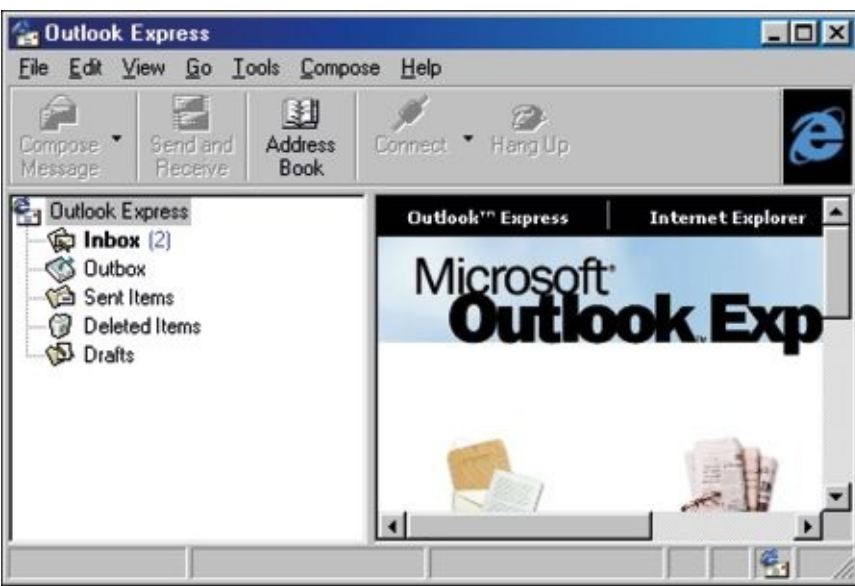 Outlook Express
File Edit View Go Tools Compose Help
Compose Message
Send and Receive
Address Book
Connect
Hang Up
Outlook Express
Inbox (2)
Outbox
Sent Items
Deleted Items
Drafts
Outlook™ Express Internet Explorer
Microsoft®
Outlook™ Exp